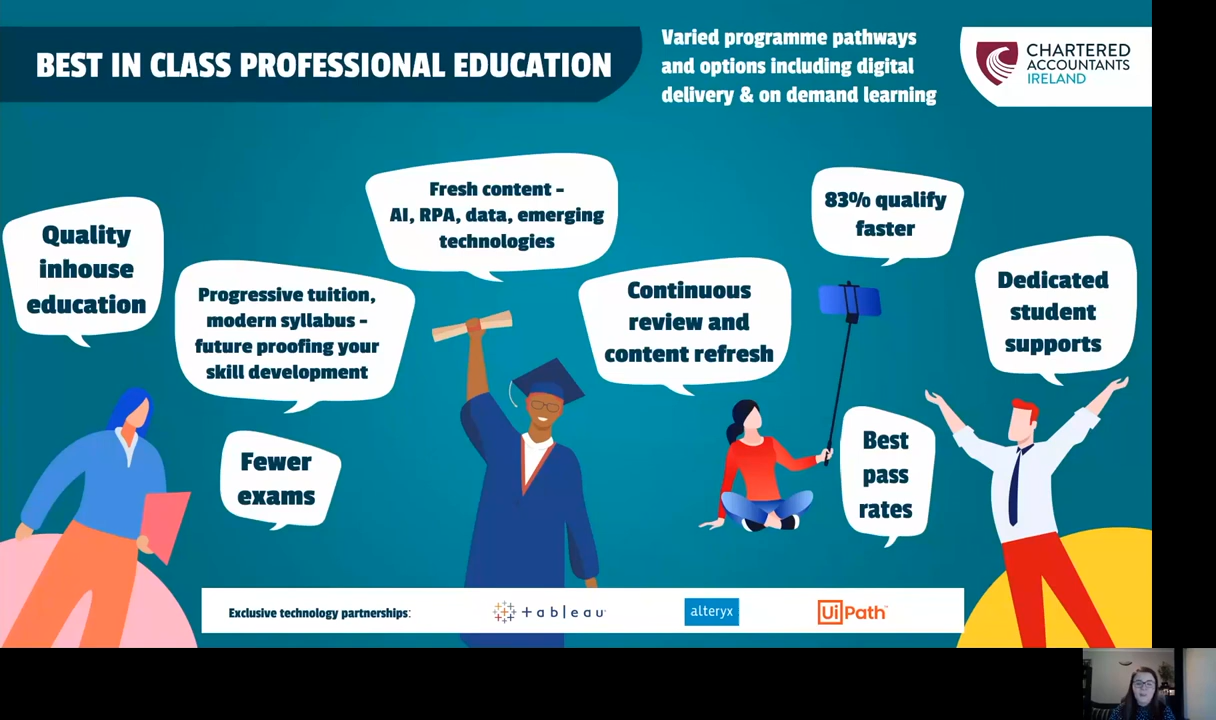 BEST IN CLASS PROFESSIONAL EDUCATION
Varied programme pathways
and options including digital
delivery & on demand learning
CHARTERED
ACCOUNTANTS
IRELAND
Quality
inhouse
education
Progressive tuition,
modern syllabus –
future proofing your
skill development
Fewer
exams
Fresh content –
AI, RPA, data, emerging
technologies
Continuous
review and
content refresh
83% qualify
faster
Best
pass
rates
Dedicated
student
supports
Exclusive technology partnerships:
+ableau
alteryx
UiPath™